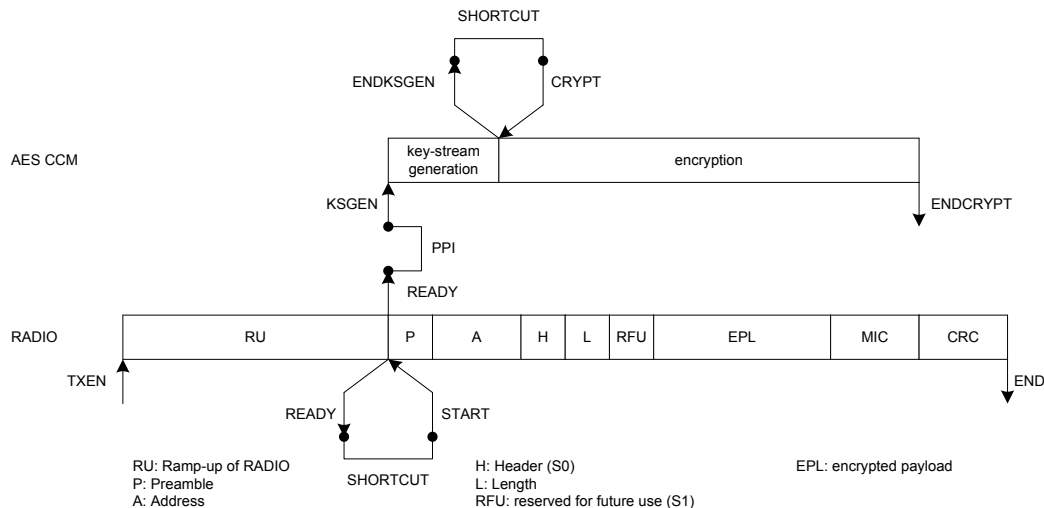 SHORTCUT
ENDKSGEN
CRYPT
AES CCM
key-stream
generation
encryption
KSGEN
ENDCRYPT
PPI
READY
RADIO
RU
P
A
H
L
RFU
EPL
MIC
CRC
TXEN
END
READY
START
SHORTCUT
RU: Ramp-up of RADIO
P: Preamble
A: Address
H: Header (S0)
L: Length
RFU: reserved for future use (S1)
EPL: encrypted payload